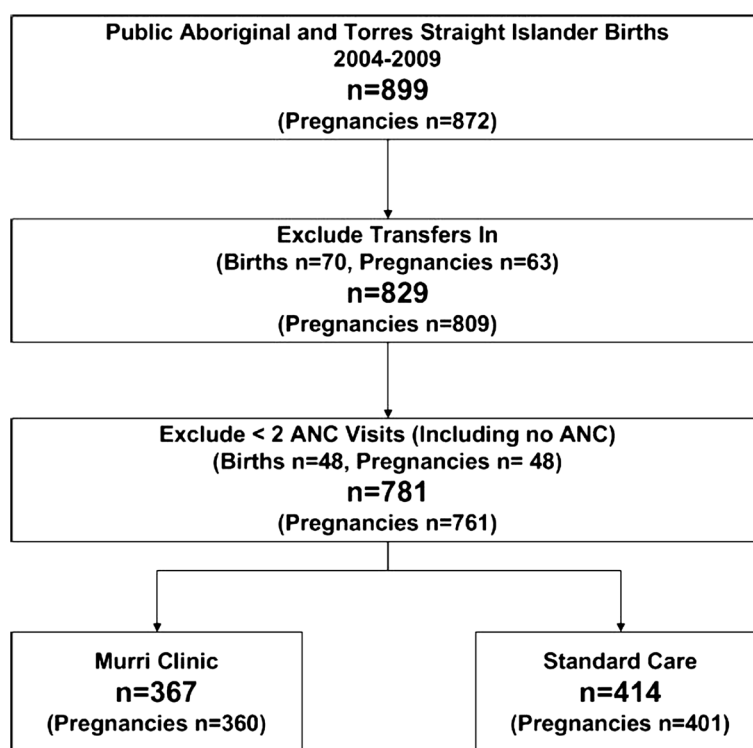 Public Aboriginal and Torres Straight Islander Births
2004-2009
n=899
(Pregnancies n=872)
Exclude Transfers In
(Births n=70, Pregnancies n=63)
n=829
(Pregnancies n=809)
Exclude < 2 ANC Visits (Including no ANC)
(Births n=48, Pregnancies n= 48)
n=781
(Pregnancies n=761)
Murri Clinic
n=367
(Pregnancies n=360)
Standard Care
n=414
(Pregnancies n=401)